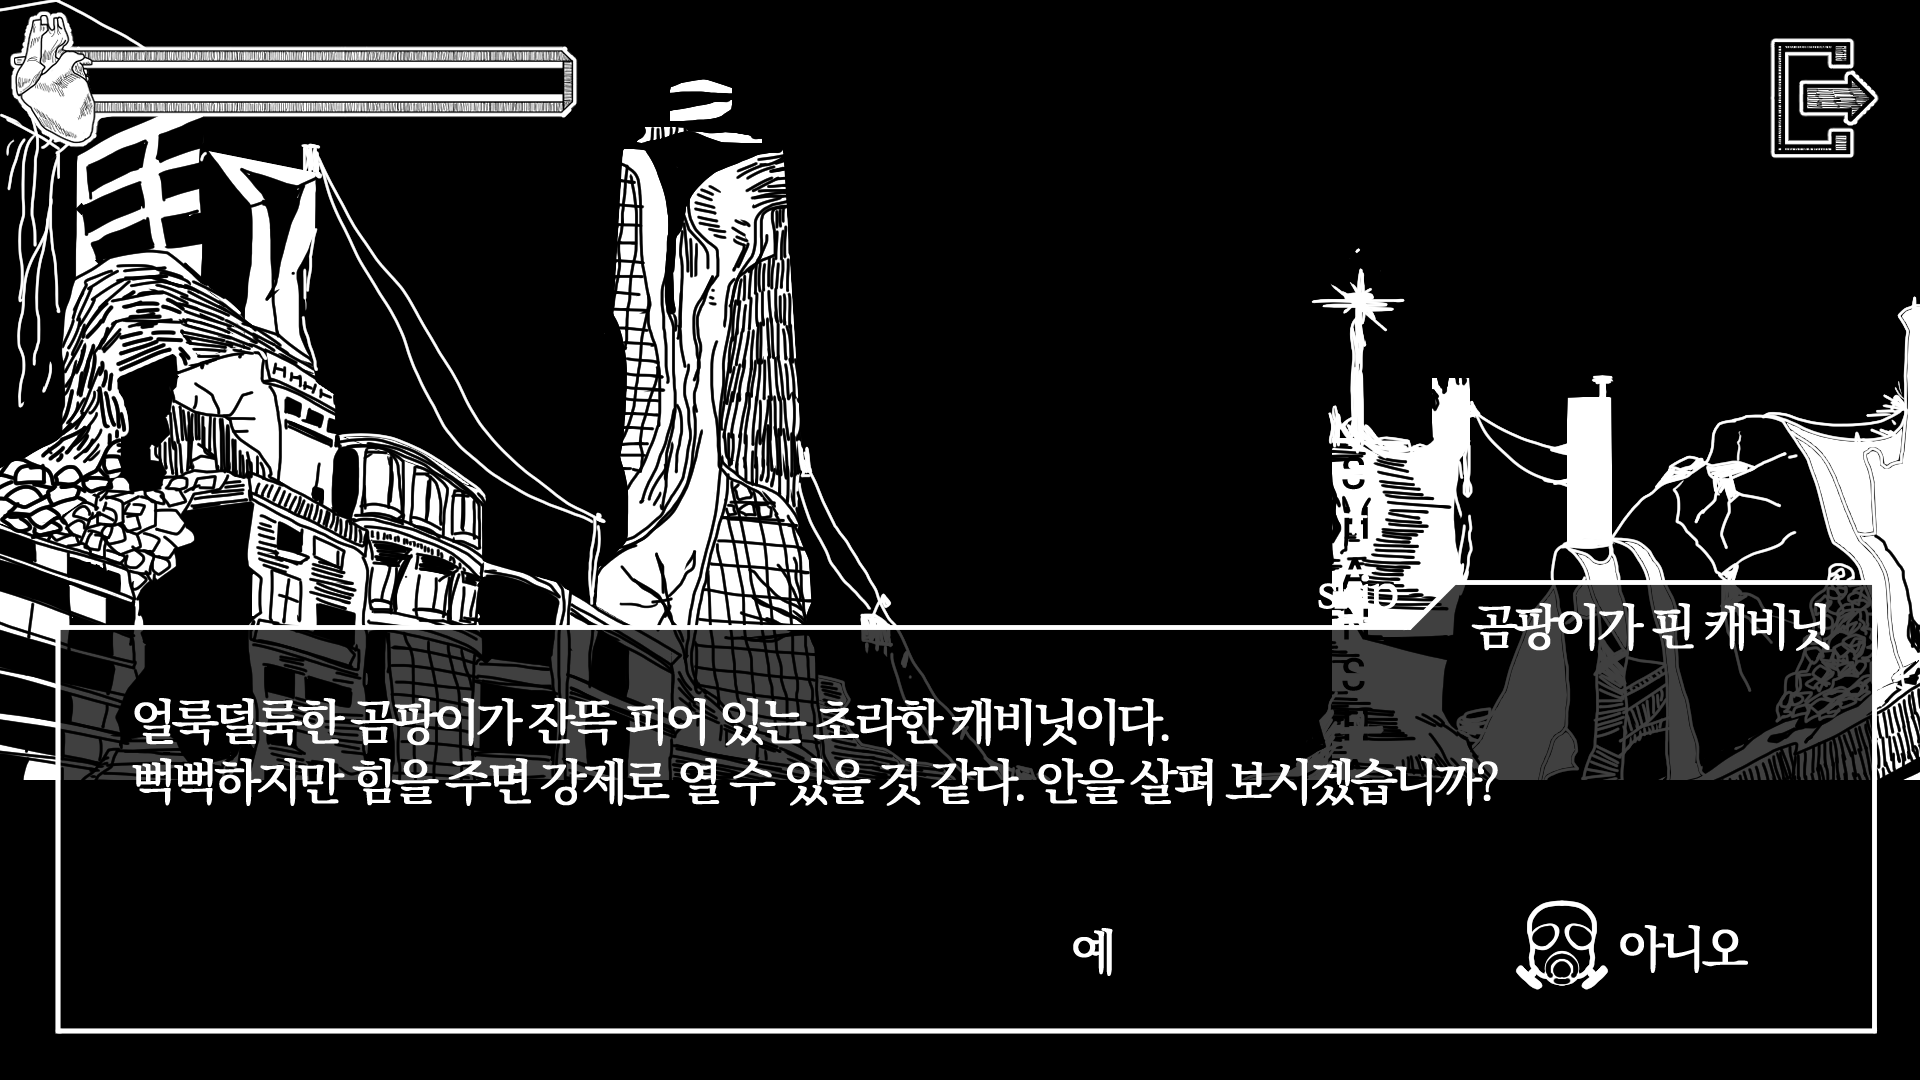 곰팡이가 핀 캐비닛
얼룩덜룩한 곰팡이가 잔뜩 피어 있는 초라한 캐비닛이다.
뻑뻑하지만 힘을 주면 강제로 열 수 있을 것 같다. 안을 살펴 보시겠습니까?
예
아니오